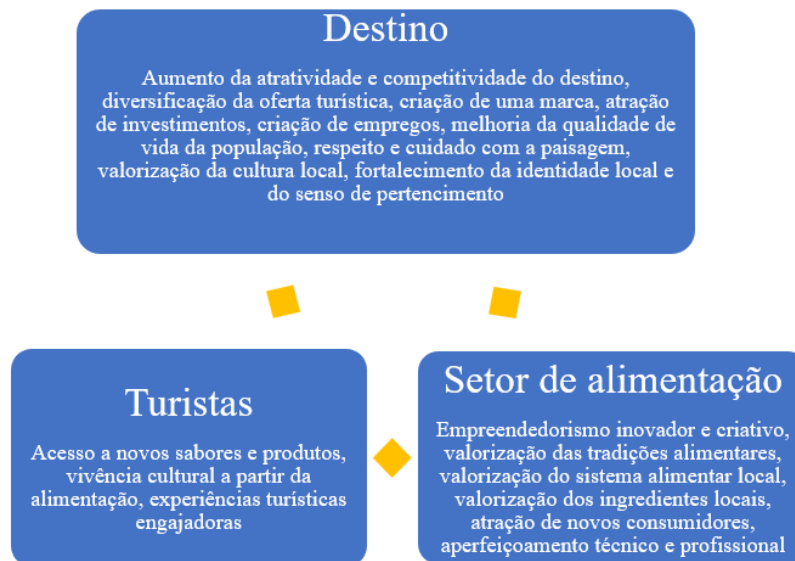 Destino
Aumento da atratividade e competitividade do destino,
diversificação da oferta turística, criação de uma marca, atração
de investimentos, criação de empregos, melhoria da qualidade de
vida da população, respeito e cuidado com a paisagem,
valorização da cultura local, fortalecimento da identidade local e
do senso de pertencimento
Turistas
Acesso a novos sabores e produtos,
vivência cultural a partir da
alimentação, experiências turísticas
engajadoras
Setor de alimentação
Empreendedorismo inovador e criativo,
valorização das tradições alimentares,
valorização do sistema alimentar local,
valorização dos ingredientes locais,
atração de novos consumidores,
aperfeiçoamento técnico e profissional